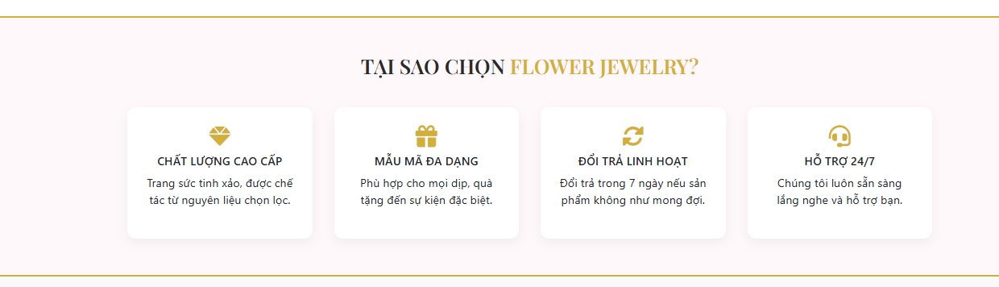 TẠI SAO CHỌN FLOWER JEWELRY?
CHẤT LƯỢNG CAO CẤP
Trang sức tinh xảo, được chế
tác từ nguyên liệu chọn lọc.
MẪU MÃ ĐA DẠNG
Phù hợp cho mọi dịp, quà
tặng đến sự kiện đặc biệt.
ĐỔI TRẢ LINH HOẠT
Đổi trả trong 7 ngày nếu sản
phẩm không như mong đợi.
HỖ TRỢ 24/7
Chúng tôi luôn sẵn sàng
lắng nghe và hỗ trợ bạn.